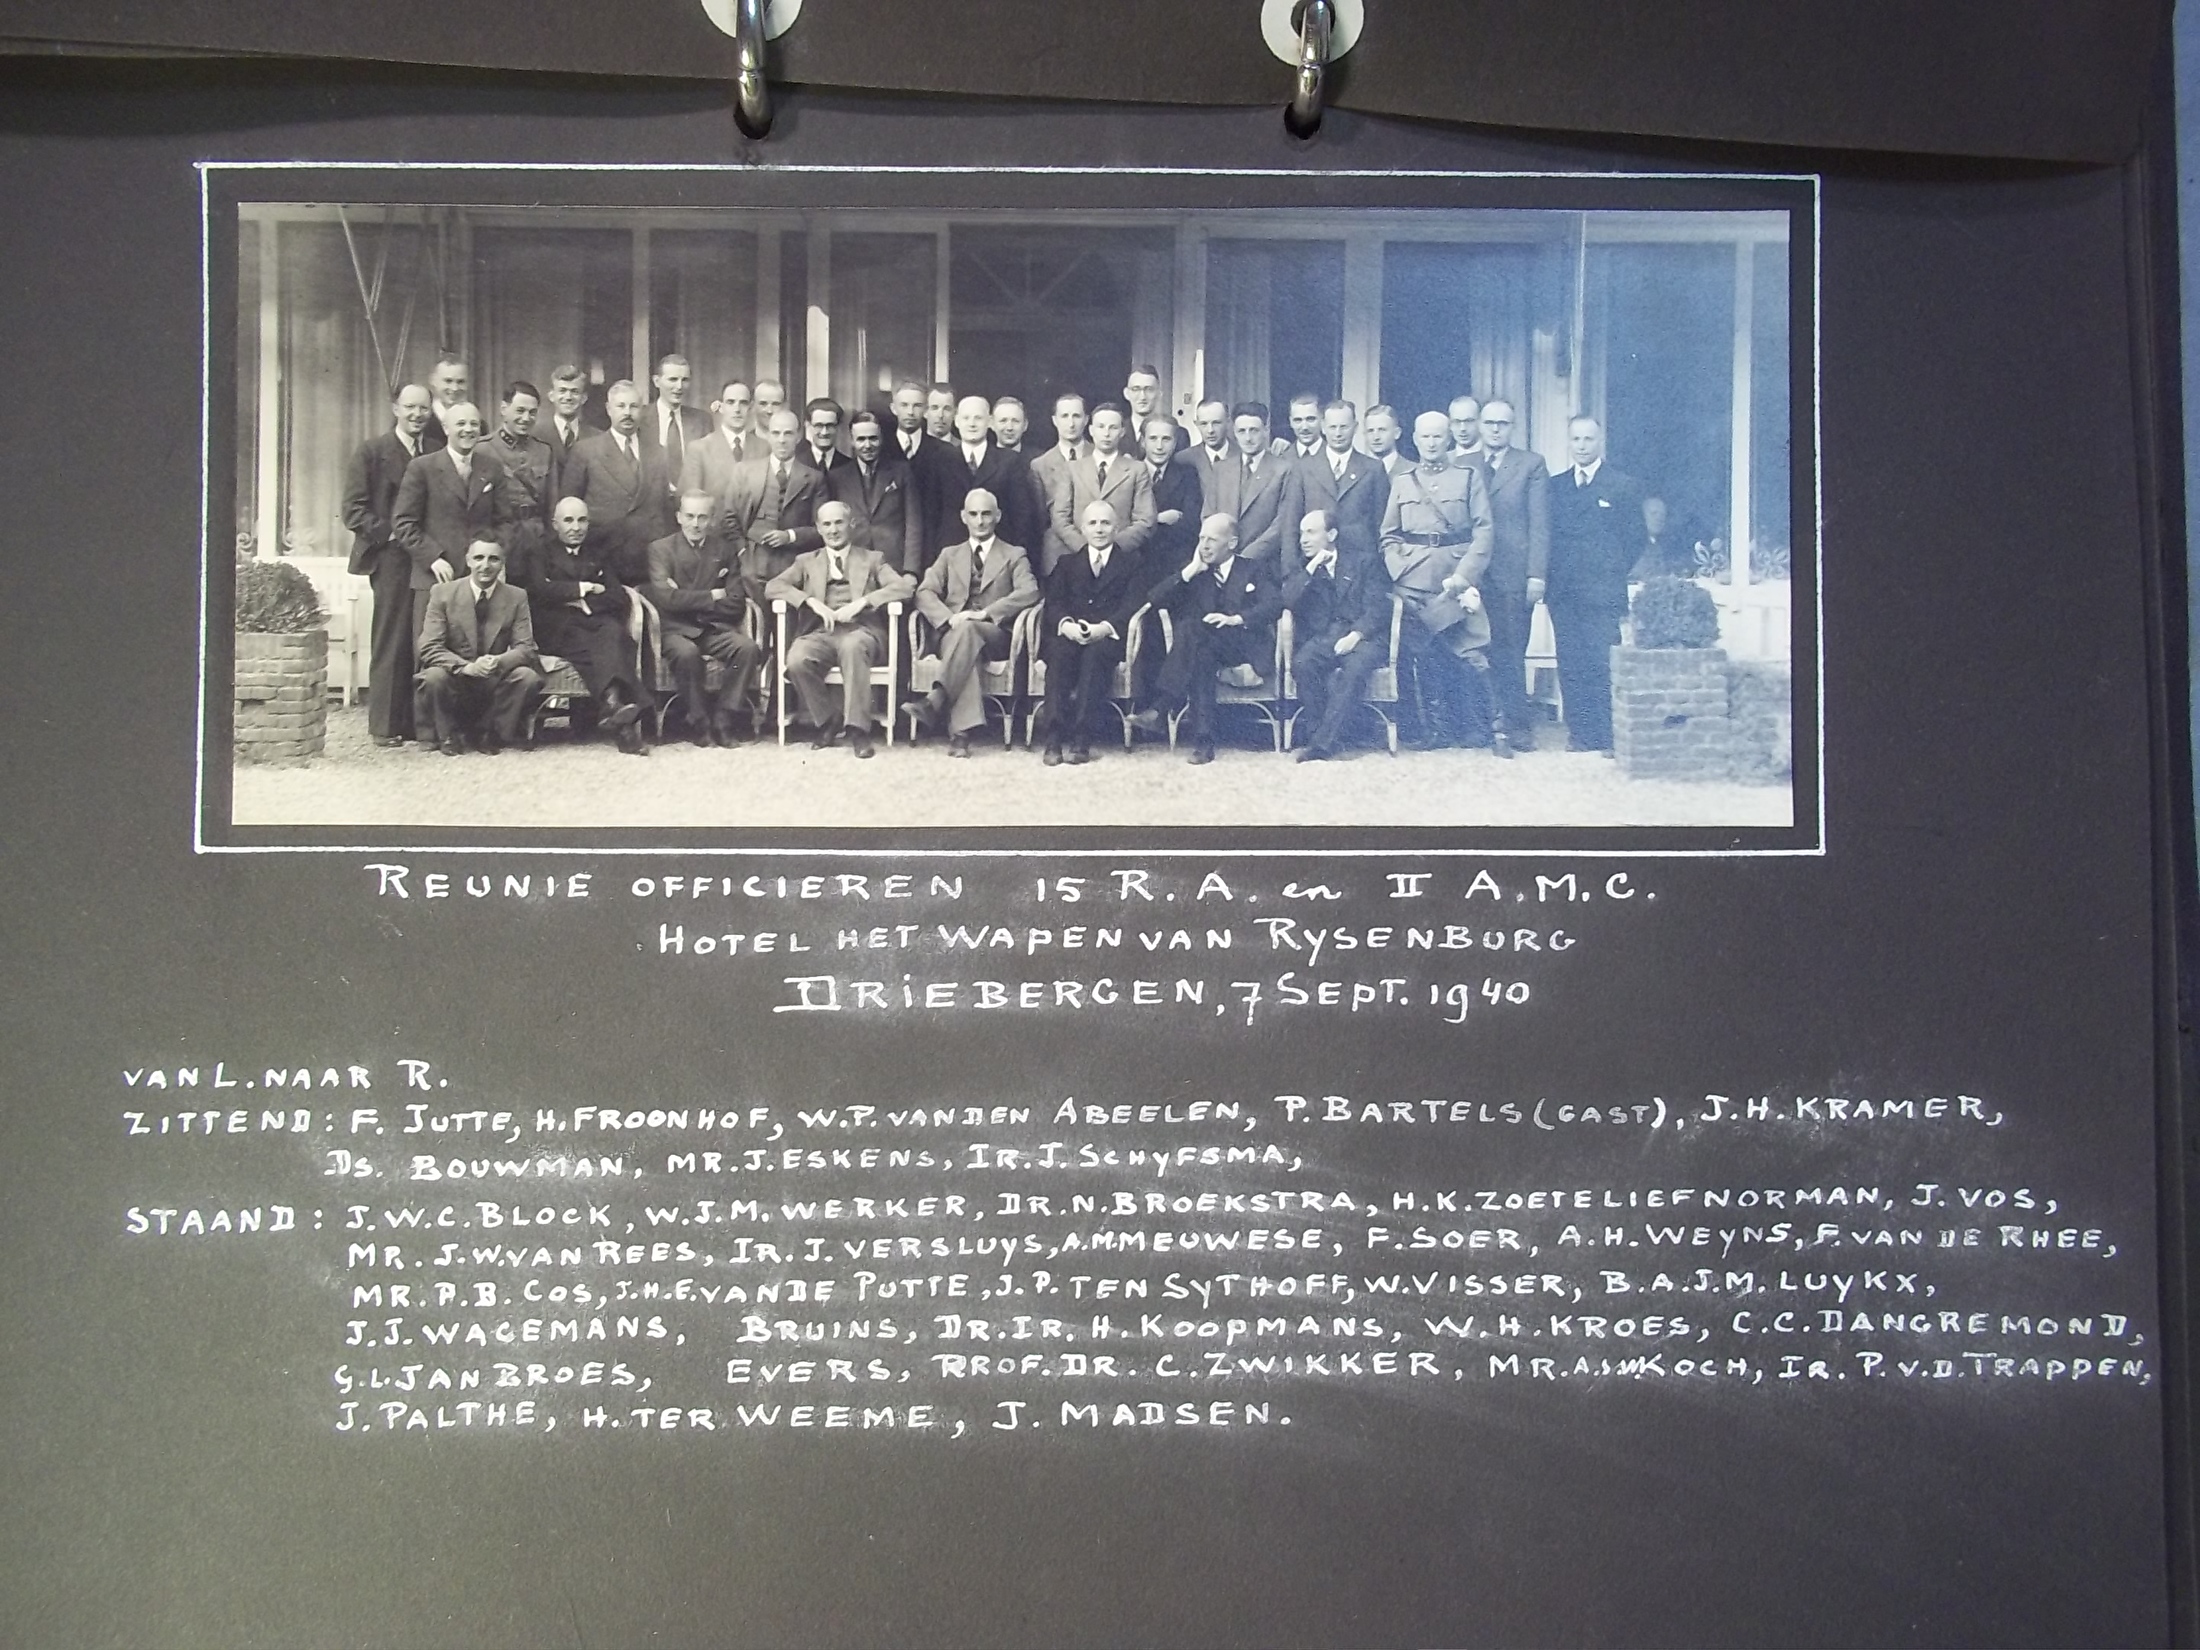 REUNIE OFFICIEREN 15 R.A. en II A.M.C.
HOTEL HET WAPEN VAN RYSENBURG
DRIEBERGEN, 7 SEPT. 1940
VAN L. NAAR R.
ZITTEND: F. JUTTE, H. FROONHOF, W.P. VAN DEN ABEELEN, P. BARTELS (GAST), J.H. KRAMER,
DS. BOUWMAN, MR. J. ESKENS, IR. J. SCHYFSMA,
STAAND: J.W.C. BLOCK, W.J.M. WERKER, DR. N. BROEKSTRA, H.K. ZOETELIEF NORMAN, J. VOS,
MR. J.W. VAN REES, IR. J. VERSLUYS, A.M. MEUWESE, F. SOER, A.H. WEYNS, F. VAN DE RHEE,
MR. P.B. COS, J.H.E. VAN DE PUTTE, J.P. TEN SYTHOFF, W. VISSER, B.A.J.M. LUYKX,
J.J. WAGEMANS, BRUINS, DR. IR. H. KOOPMANS, W.H. KROES, C.C. DANGREMOND,
G.L. JAN BROES, EVERS, PROF. DR. C. ZWIKKER, MR. KOCH, IR. P. V.D. TRAPPEN,
J. PALTHE, H. TER WEEME, J. MADSEN.